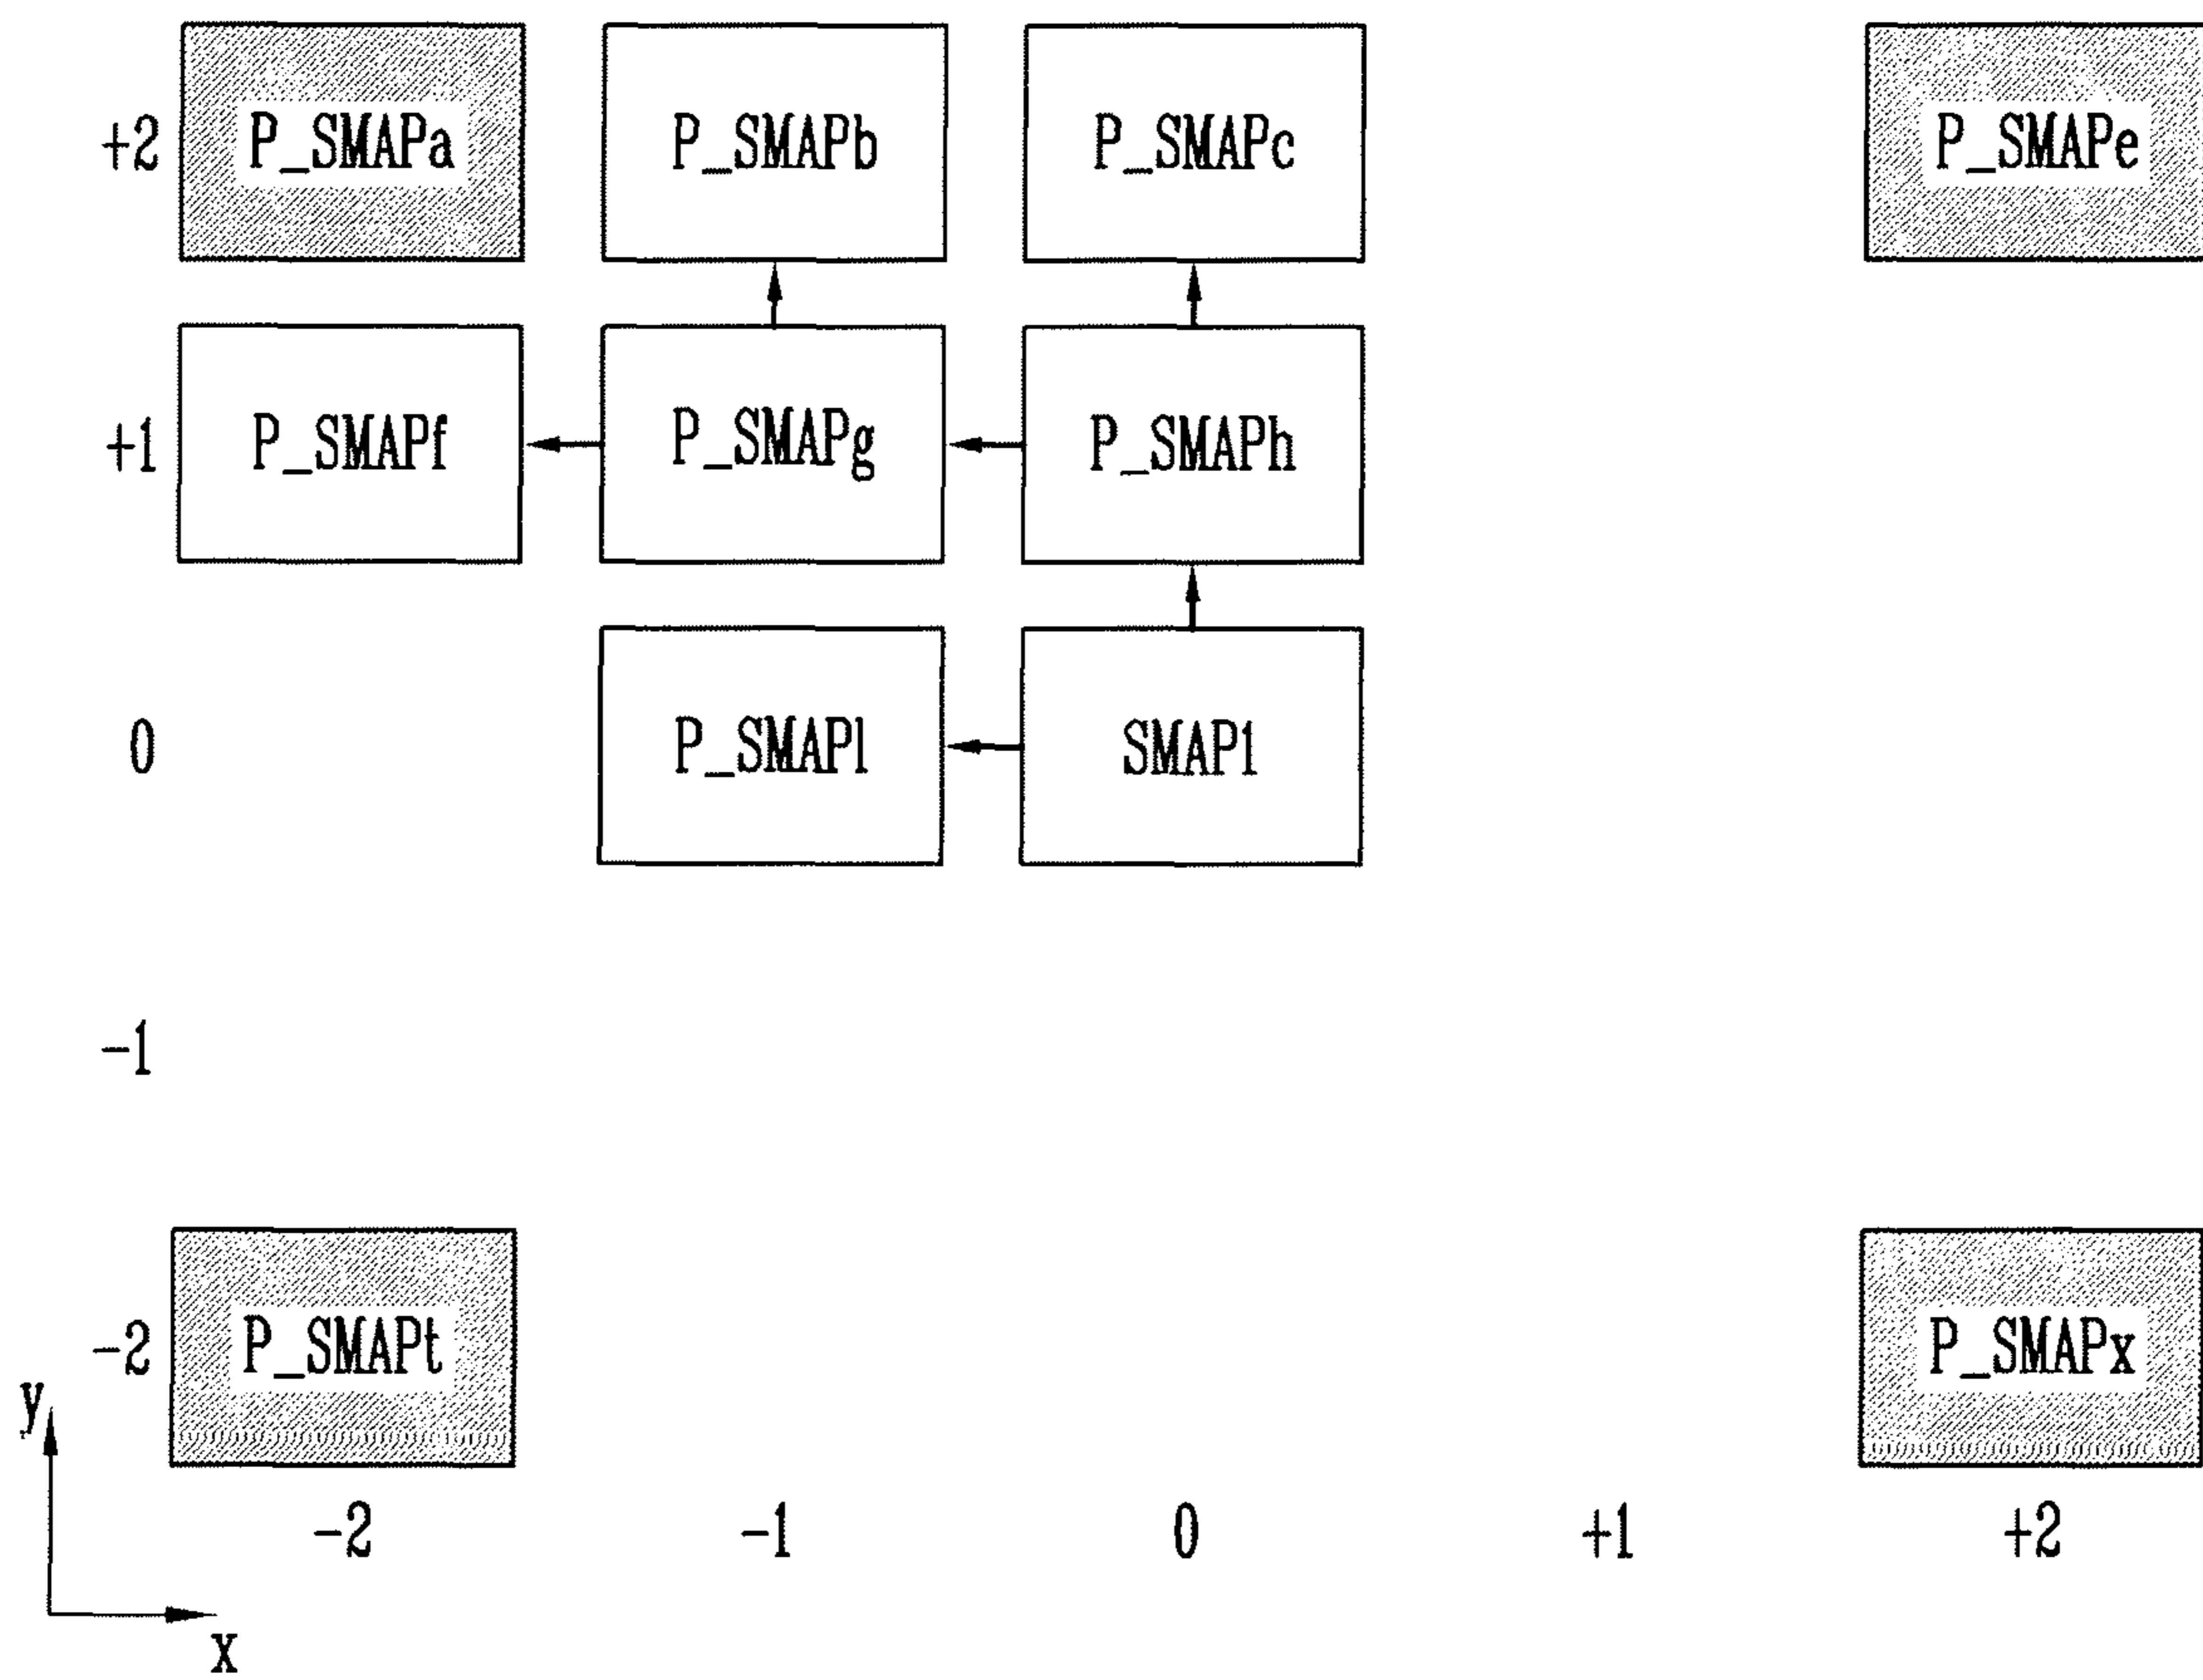 +2 P_SMAPa P_SMAPb P_SMAPc P_SMAPe
+1 P_SMAPf P_SMAPg P_SMAPh
0 P_SMAPl SMAP1
-1
-2 P_SMAPt P_SMAPx
y
-2 -1 0 +1 +2
x